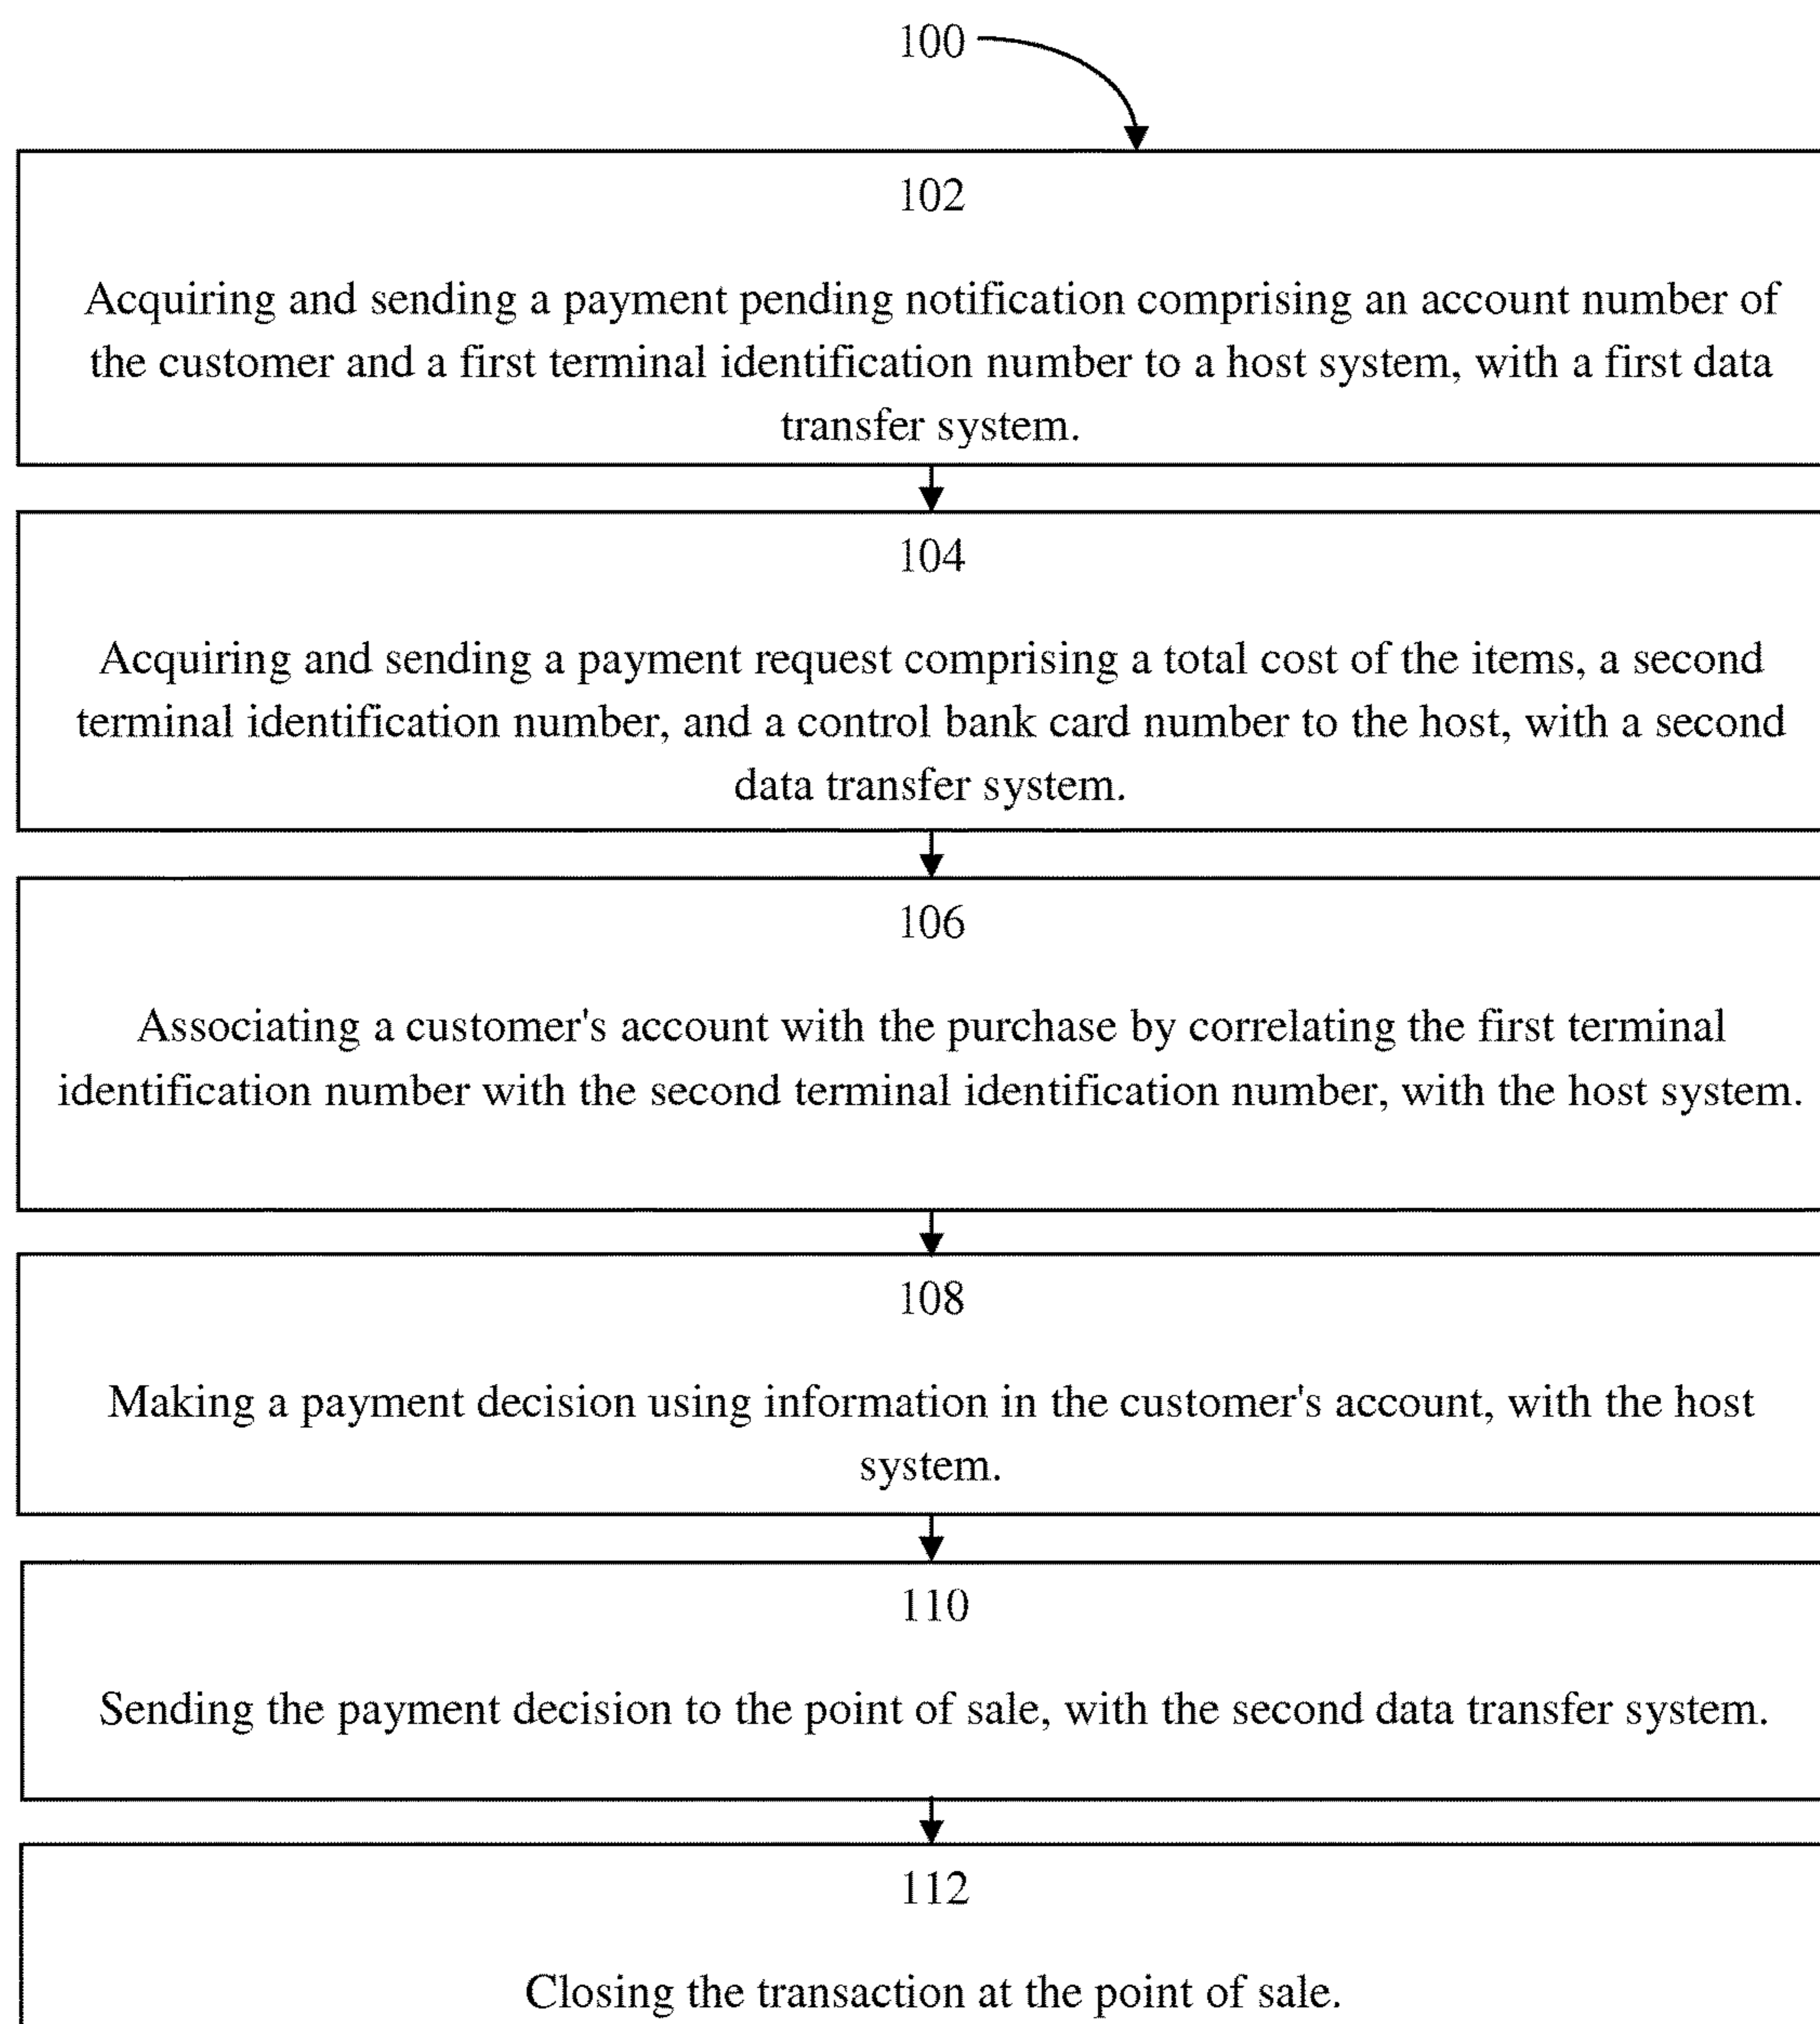 100
102
Acquiring and sending a payment pending notification comprising an account number of
the customer and a first terminal identification number to a host system, with a first data
transfer system.
104
Acquiring and sending a payment request comprising a total cost of the items, a second
terminal identification number, and a control bank card number to the host, with a second
data transfer system.
106
Associating a customer's account with the purchase by correlating the first terminal
identification number with the second terminal identification number, with the host system.
108
Making a payment decision using information in the customer's account, with the host
system.
110
Sending the payment decision to the point of sale, with the second data transfer system.
112
Closing the transaction at the point of sale.